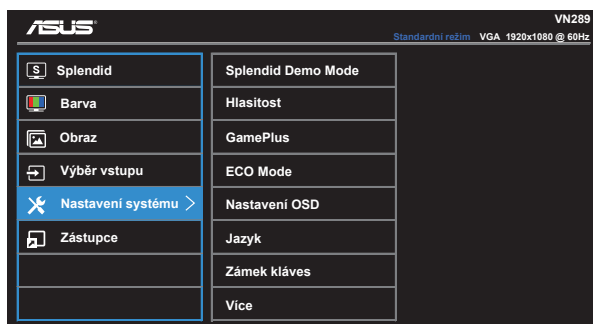 ASUS
VN289
Standardní režim VGA 1920x1080 @ 60Hz
S Splendid
Barva
Obraz
Výběr vstupu
Nastavení systému
Zástupce
Splendid Demo Mode
Hlasitost
GamePlus
ECO Mode
Nastavení OSD
Jazyk
Zámek kláves
Více